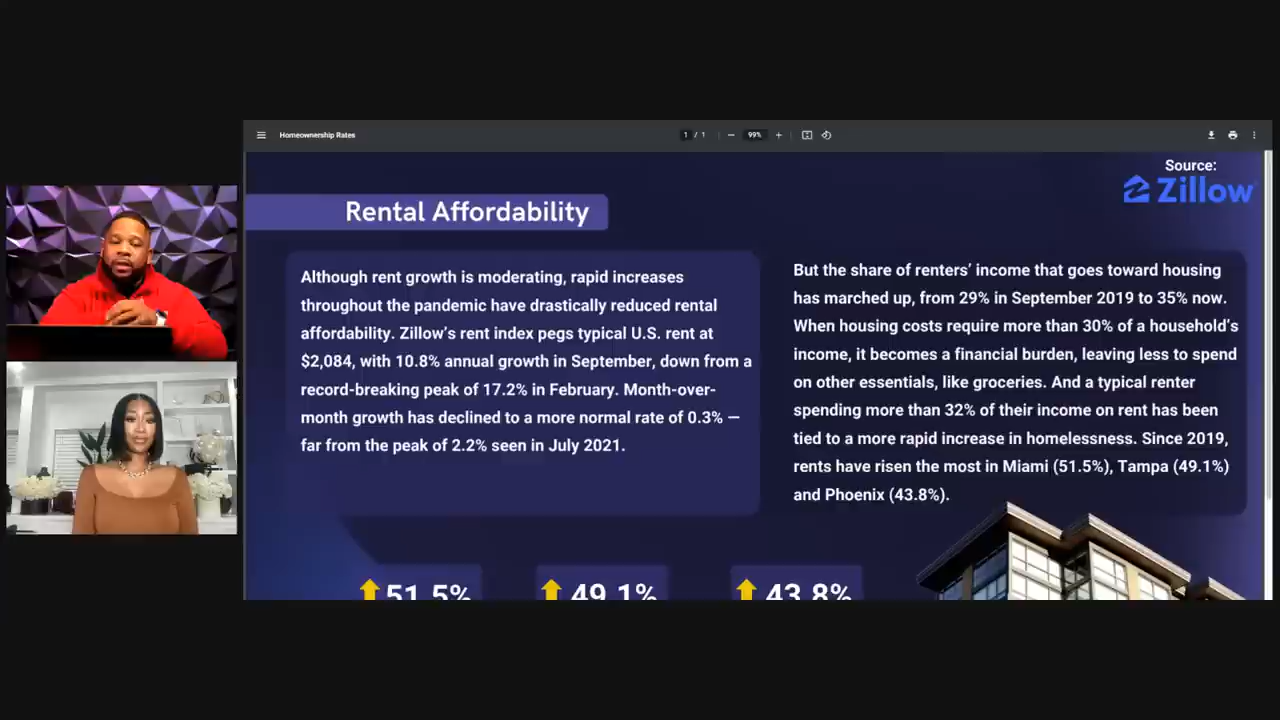 Homeownership Rates
1 / 1
99%
Source:
Zillow
Rental Affordability
Although rent growth is moderating, rapid increases
throughout the pandemic have drastically reduced rental
affordability. Zillow's rent index pegs typical U.S. rent at
$2,084, with 10.8% annual growth in September, down from a
record-breaking peak of 17.2% in February. Month-over-
month growth has declined to a more normal rate of 0.3% —
far from the peak of 2.2% seen in July 2021.
But the share of renters' income that goes toward housing
has marched up, from 29% in September 2019 to 35% now.
When housing costs require more than 30% of a household's
income, it becomes a financial burden, leaving less to spend
on other essentials, like groceries. And a typical renter
spending more than 32% of their income on rent has been
tied to a more rapid increase in homelessness. Since 2019,
rents have risen the most in Miami (51.5%), Tampa (49.1%)
and Phoenix (43.8%).
51.5%
49.1%
43.8%